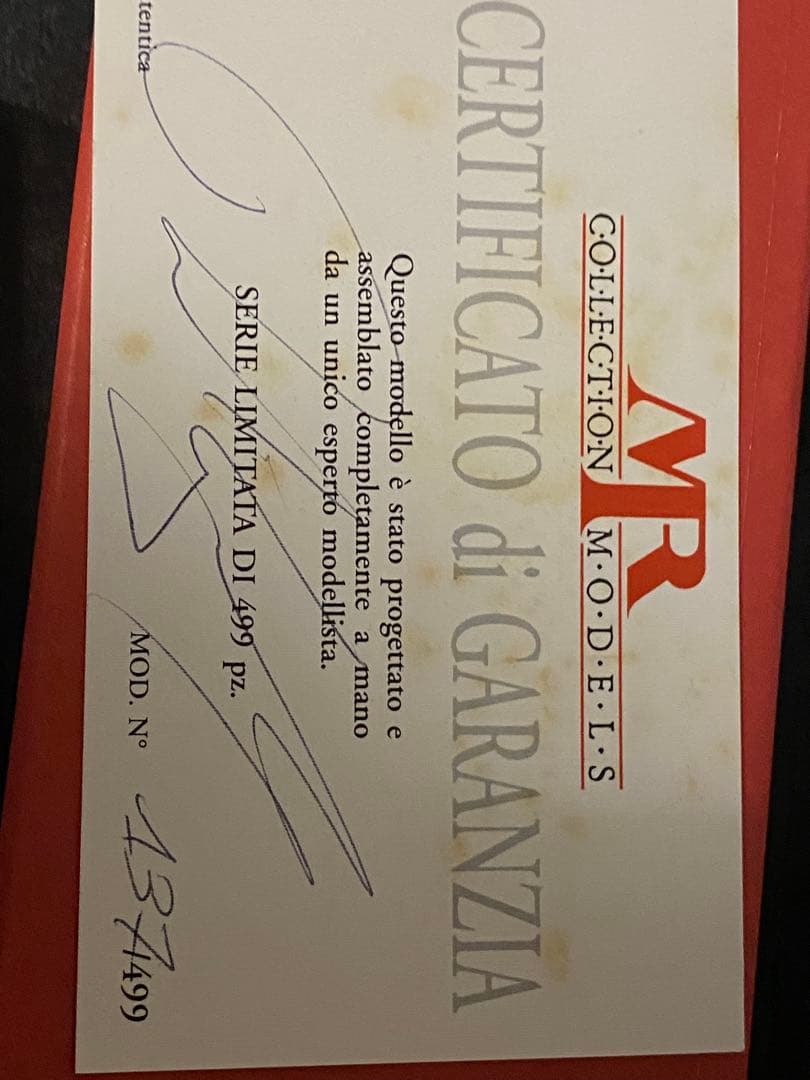 MR
C·O·L·L·E·C·T·I·O·N M·O·D·E·L·S
CERTIFICATO di GARANZIA
Questo modello è stato progettato e
assemblato completamente a mano
da un unico esperto modellista.
SERIE LIMITATA DI 499 pz.
tentica MOD. N° 137/499